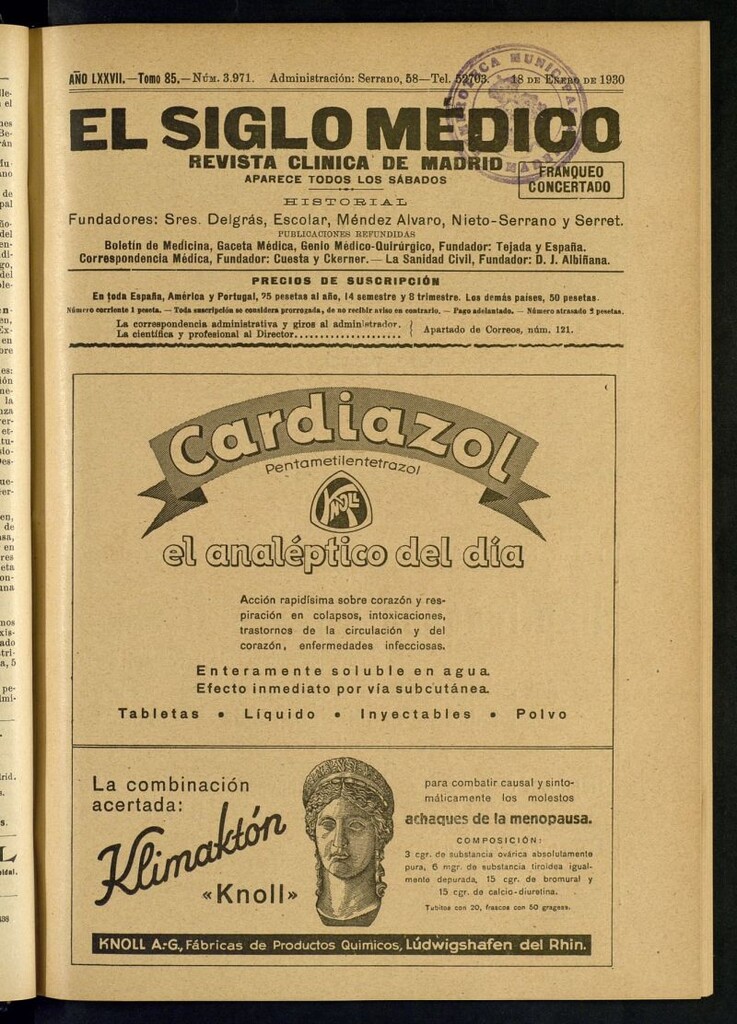 AÑO LXXVII.—Tomo 85.—NÚM. 3.971. Administración: Serrano, 58—Tel. 52703. 18 DE ENERO DE 1930
EL SIGLO MEDICO
REVISTA CLINICA DE MADRID
APARECE TODOS LOS SÁBADOS
FRANQUEO
CONCERTADO
HISTORIAL
Fundadores: Sres. Delgrás, Escolar, Méndez Alvaro, Nieto-Serrano y Serret.
PUBLICACIONES REFUNDIDAS
Boletín de Medicina, Gaceta Médica, Genio Médico-Quirúrgico, Fundador: Tejada y España.
Correspondencia Médica, Fundador: Cuesta y Ckerner.— La Sanidad Civil, Fundador: D. J. Albiñana.
PRECIOS DE SUSCRIPCIÓN
En toda España, América y Portugal, 25 pesetas al año, 14 semestre y 8 trimestre. Los demás países, 50 pesetas.
Número corriente 1 peseta. — Toda suscripción se considera prorrogada, de no recibir aviso en contrario. — Pago adelantado. — Número atrasado 2 pesetas.
La correspondencia administrativa y giros al administrador.
La científica y profesional al Director....................
Apartado de Correos, núm. 121.
Cardiazol
Pentametilentetrazol
KNOLL
el analéptico del día
Acción rapidísima sobre corazón y res-
piración en colapsos, intoxicaciones,
trastornos de la circulación y del
corazón, enfermedades infecciosas.
Enteramente soluble en agua.
Efecto inmediato por vía subcutánea.
Tabletas • Líquido • Inyectables • Polvo
La combinación
acertada:
Klimaktón
«Knoll»
para combatir causal y sinto-
máticamente los molestos
achaques de la menopausa.
COMPOSICIÓN:
3 cgr. de substancia ovárica absolutamente
pura, 6 mgr. de substancia tiroidea igual-
mente depurada, 15 cgr. de bromural y
15 cgr. de calcio-diuretina.
Tubitos con 20, frascos con 50 grageas.
KNOLL A.-G., Fábricas de Productos Quimicos, Lúdwigshafen del Rhin.